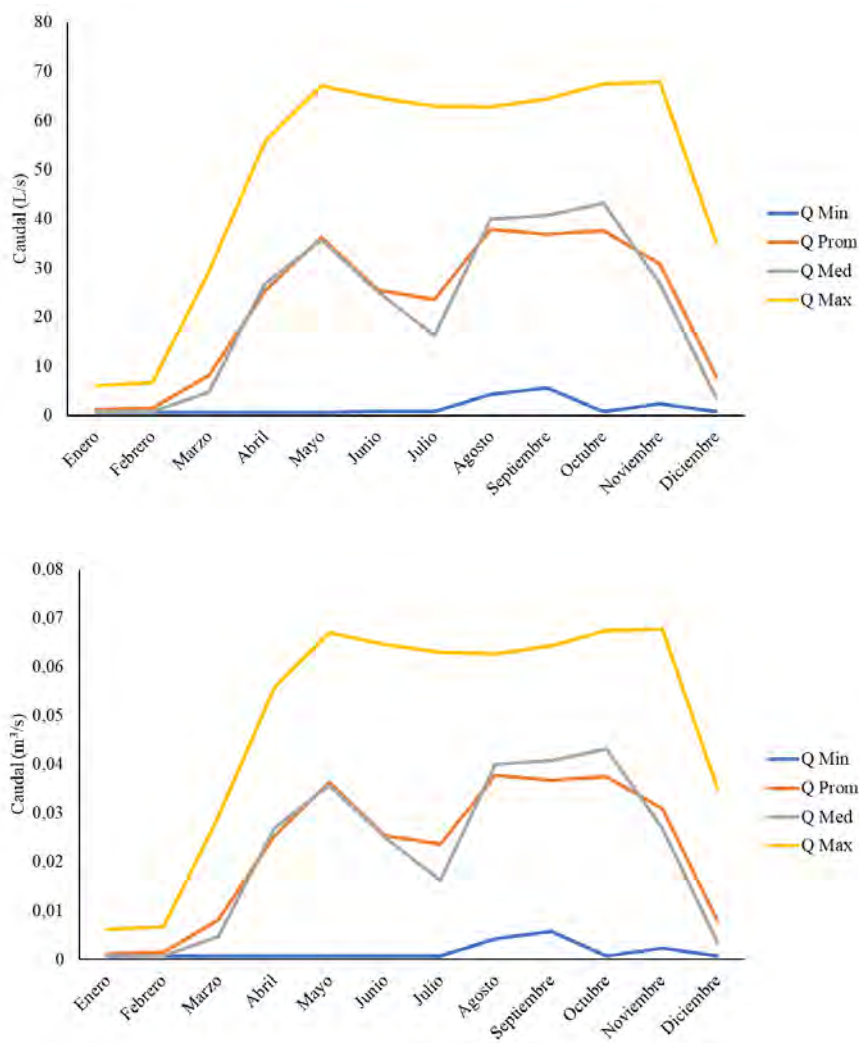 80
70
60
50
40
30
20
10
0
Caudal (L/s)
Enero
Febrero
Marzo
Abril
Mayo
Junio
Julio
Agosto
Septiembre
Octubre
Noviembre
Diciembre
Q Min
Q Prom
Q Med
Q Max
0,08
0,07
0,06
0,05
0,04
0,03
0,02
0,01
0
Caudal (m³/s)
Enero
Febrero
Marzo
Abril
Mayo
Junio
Julio
Agosto
Septiembre
Octubre
Noviembre
Diciembre
Q Min
Q Prom
Q Med
Q Max